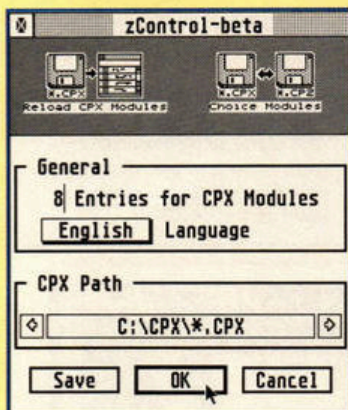 zControl-beta
*.CPX
*.CPX *.CPZ
Reload CPX Modules
Choice Modules
General
8 Entries for CPX Modules
English Language
CPX Path
C:\CPX\*.CPX
Save OK Cancel